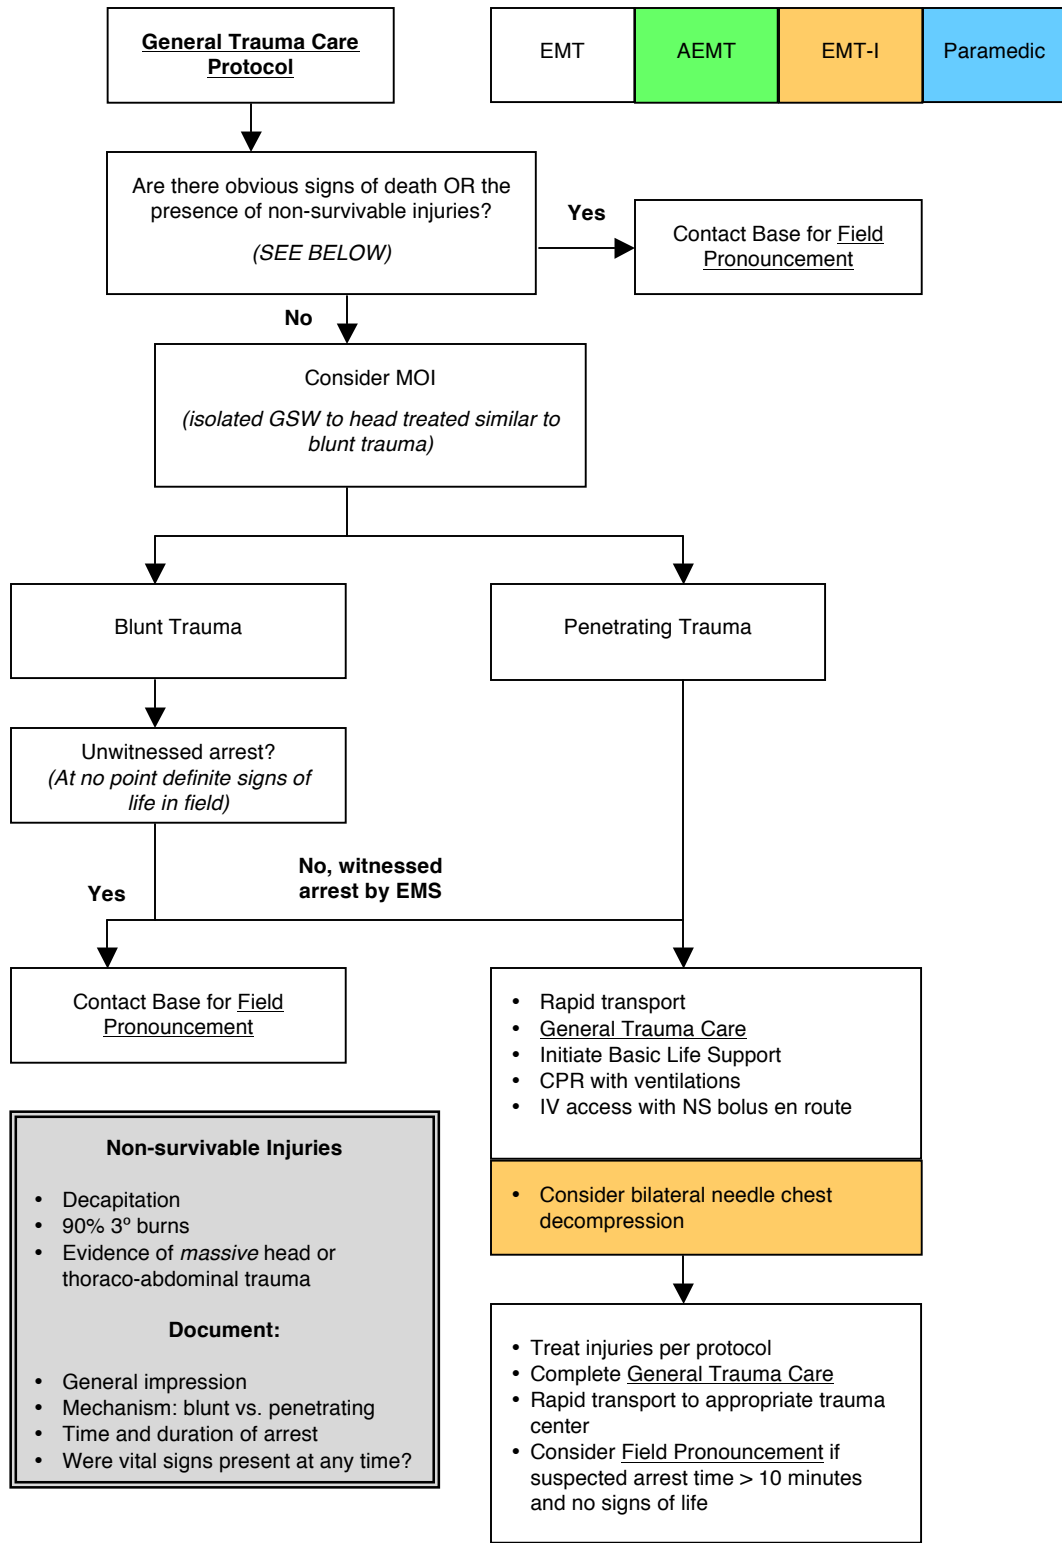 General Trauma Care
Protocol
EMT
AEMT
EMT-I
Paramedic
Are there obvious signs of death OR the
presence of non-survivable injuries?
(SEE BELOW)
Yes
Contact Base for Field
Pronouncement
No
Consider MOI
(isolated GSW to head treated similar to
blunt trauma)
Blunt Trauma
Penetrating Trauma
Unwitnessed arrest?
(At no point definite signs of
life in field)
Yes
No, witnessed
arrest by EMS
Contact Base for Field
Pronouncement
• Rapid transport
• General Trauma Care
• Initiate Basic Life Support
• CPR with ventilations
• IV access with NS bolus en route
• Consider bilateral needle chest
decompression
Non-survivable Injuries
• Decapitation
• 90% 3º burns
• Evidence of massive head or
thoraco-abdominal trauma
Document:
• General impression
• Mechanism: blunt vs. penetrating
• Time and duration of arrest
• Were vital signs present at any time?
• Treat injuries per protocol
• Complete General Trauma Care
• Rapid transport to appropriate trauma
center
• Consider Field Pronouncement if
suspected arrest time > 10 minutes
and no signs of life